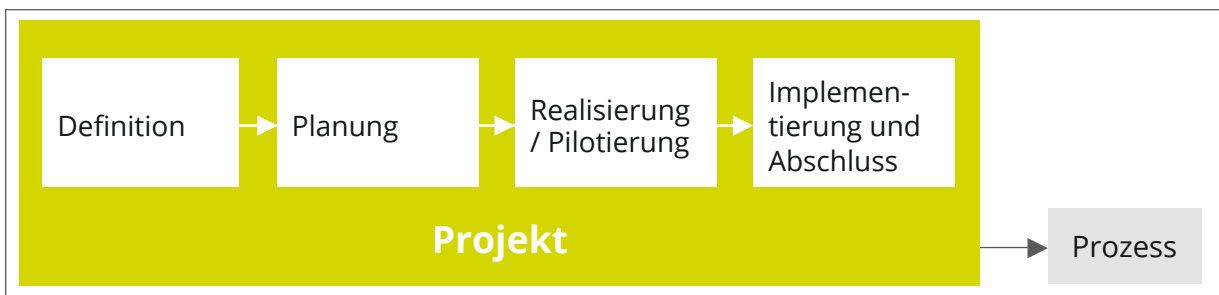 Definition
Planung
Realisierung
/ Pilotierung
Implemen-
tierung und
Abschluss
Projekt
Prozess